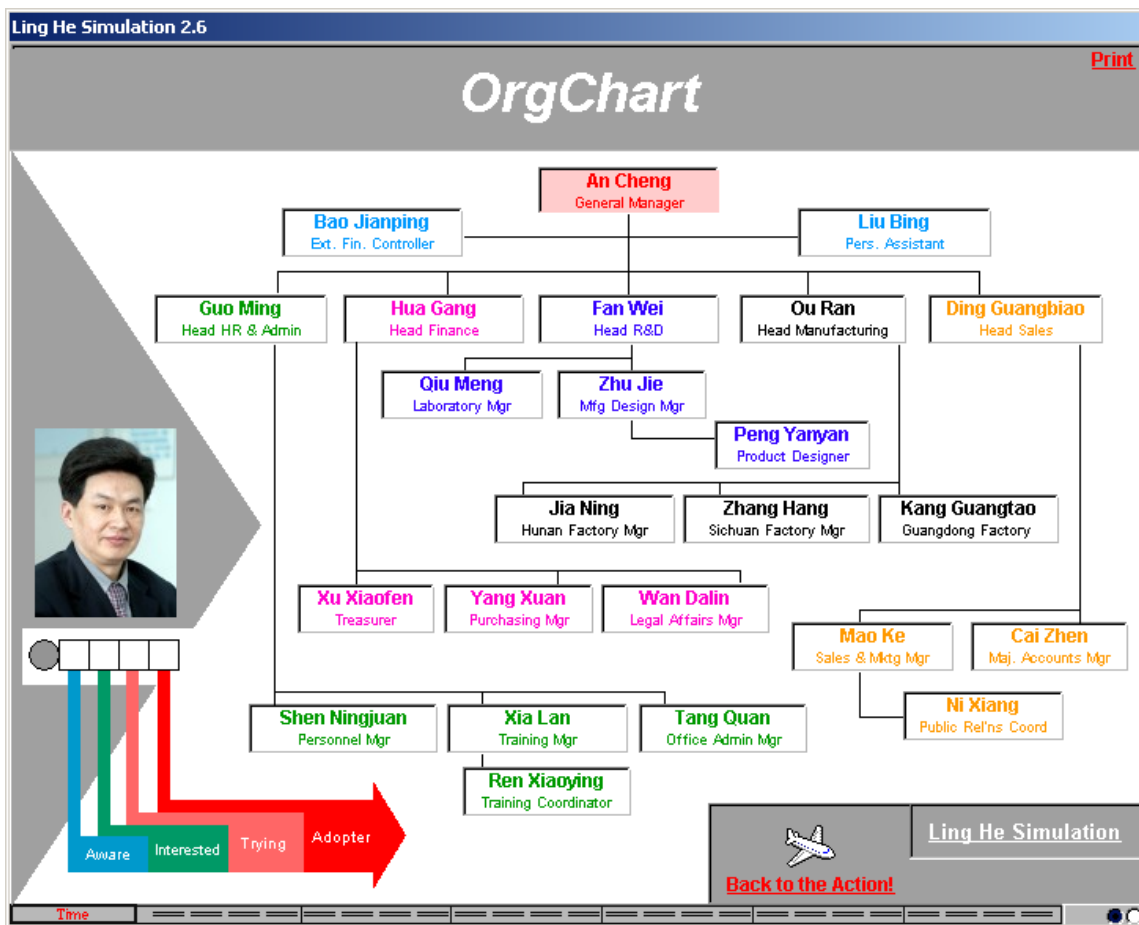 Ling He Simulation 2.6
Print
OrgChart
An Cheng
General Manager
Bao Jianping
Ext. Fin. Controller
Liu Bing
Pers. Assistant
Guo Ming
Head HR & Admin
Hua Gang
Head Finance
Fan Wei
Head R&D
Ou Ran
Head Manufacturing
Ding Guangbiao
Head Sales
Qiu Meng
Laboratory Mgr
Zhu Jie
Mfg Design Mgr
Peng Yanyan
Product Designer
Jia Ning
Hunan Factory Mgr
Zhang Hang
Sichuan Factory Mgr
Kang Guangtao
Guangdong Factory
Xu Xiaofen
Treasurer
Yang Xuan
Purchasing Mgr
Wan Dalin
Legal Affairs Mgr
Mao Ke
Sales & Mktg Mgr
Cai Zhen
Maj. Accounts Mgr
Ni Xiang
Public Rel'ns Coord
Shen Ningjuan
Personnel Mgr
Xia Lan
Training Mgr
Tang Quan
Office Admin Mgr
Ren Xiaoying
Training Coordinator
Aware
Interested
Trying
Adopter
Ling He Simulation
Back to the Action!
Time